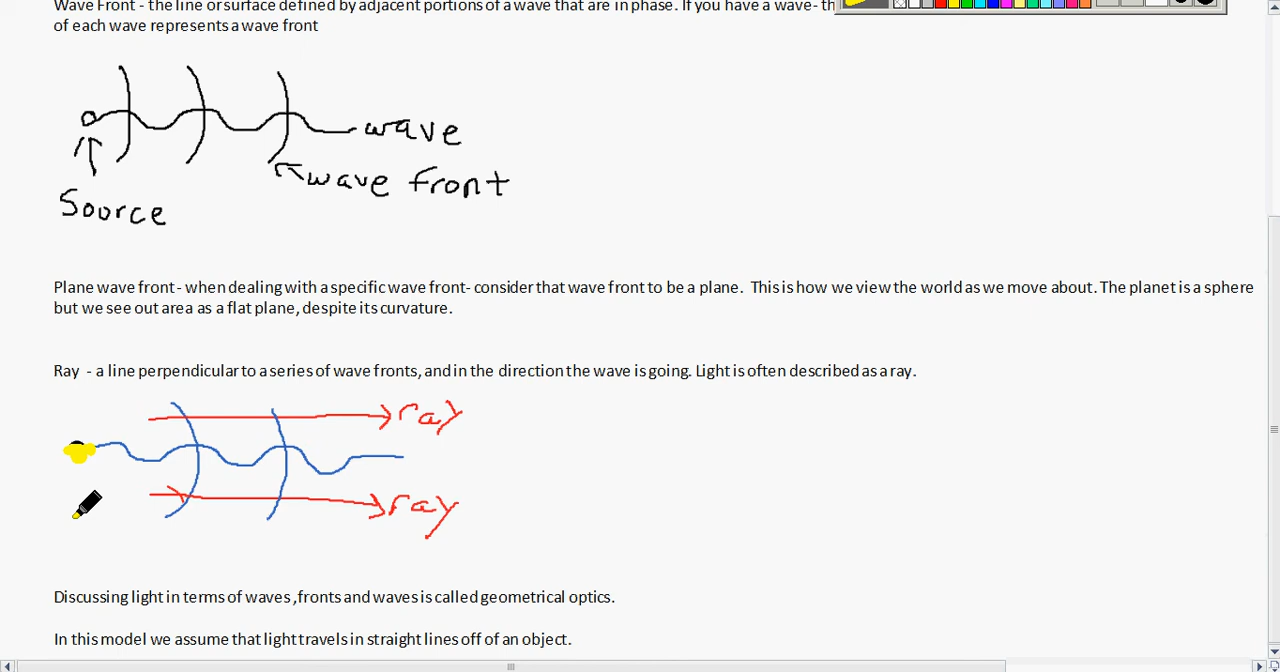 Wave Front - the line or surface defined by adjacent portions of a wave that are in phase. If you have a wave- th
of each wave represents a wave front
wave
wave front
Source
Plane wave front - when dealing with a specific wave front- consider that wave front to be a plane. This is how we view the world as we move about. The planet is a sphere
but we see out area as a flat plane, despite its curvature.
Ray - a line perpendicular to a series of wave fronts, and in the direction the wave is going. Light is often described as a ray.
ray
ray
Discussing light in terms of waves ,fronts and waves is called geometrical optics.
In this model we assume that light travels in straight lines off of an object.